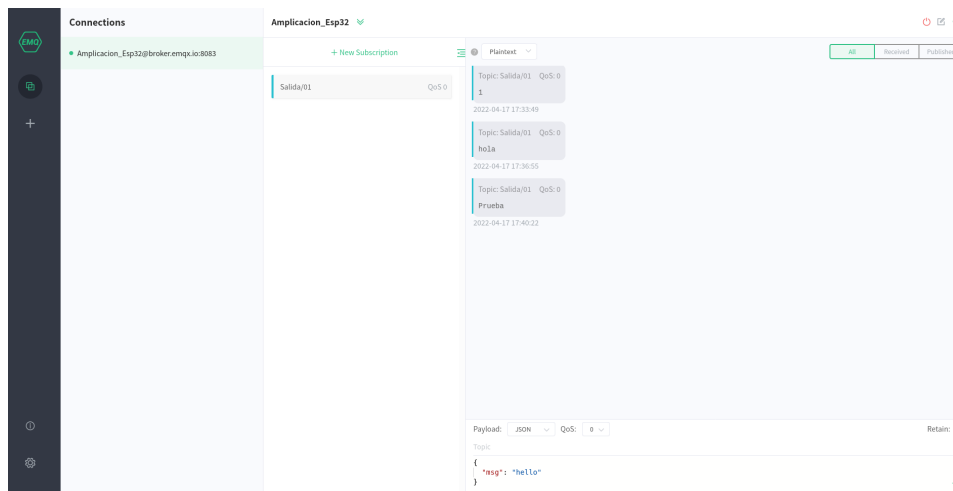 EMQ
Connections
Amplicacion_Esp32@broker.emqx.io:8083
Amplicacion_Esp32
+ New Subscription
Salida/01 QoS 0
Plaintext
All Received Published
Topic: Salida/01 QoS: 0
1
2022-04-17 17:33:49
Topic: Salida/01 QoS: 0
hola
2022-04-17 17:36:55
Topic: Salida/01 QoS: 0
Prueba
2022-04-17 17:40:22
Payload: JSON QoS: 0 Retain:
Topic
{
"msg": "hello"
}